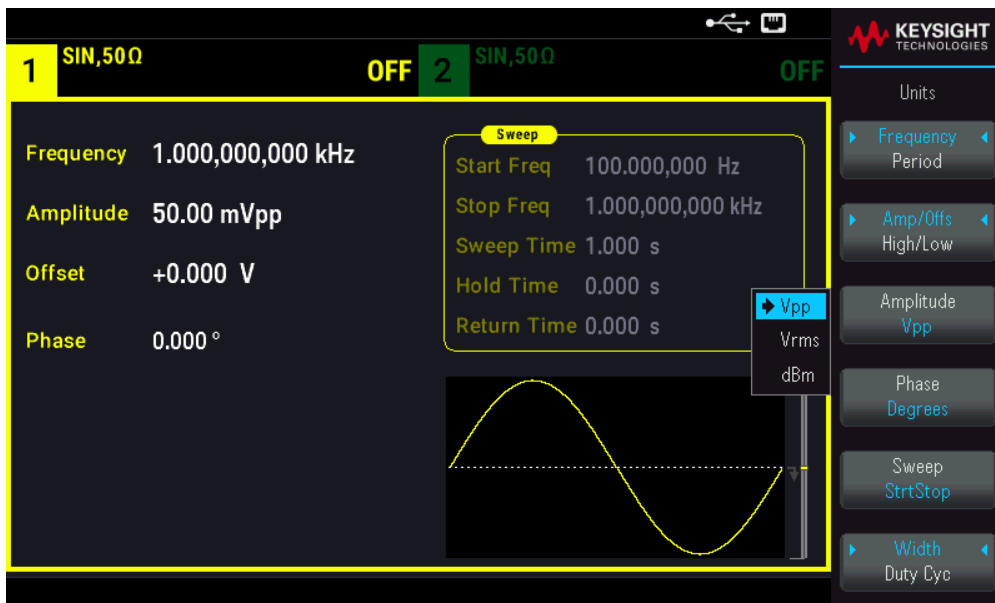 1 SIN,50Ω OFF 2 SIN,50Ω OFF
Frequency 1.000,000,000 kHz
Amplitude 50.00 mVpp
Offset +0.000 V
Phase 0.000 °
Sweep
Start Freq 100.000,000 Hz
Stop Freq 1.000,000,000 kHz
Sweep Time 1.000 s
Hold Time 0.000 s
Return Time 0.000 s
Vpp
Vrms
dBm
KEYSIGHT
TECHNOLOGIES
Units
Frequency
Period
Amp/Offs
High/Low
Amplitude
Vpp
Phase
Degrees
Sweep
StrtStop
Width
Duty Cyc